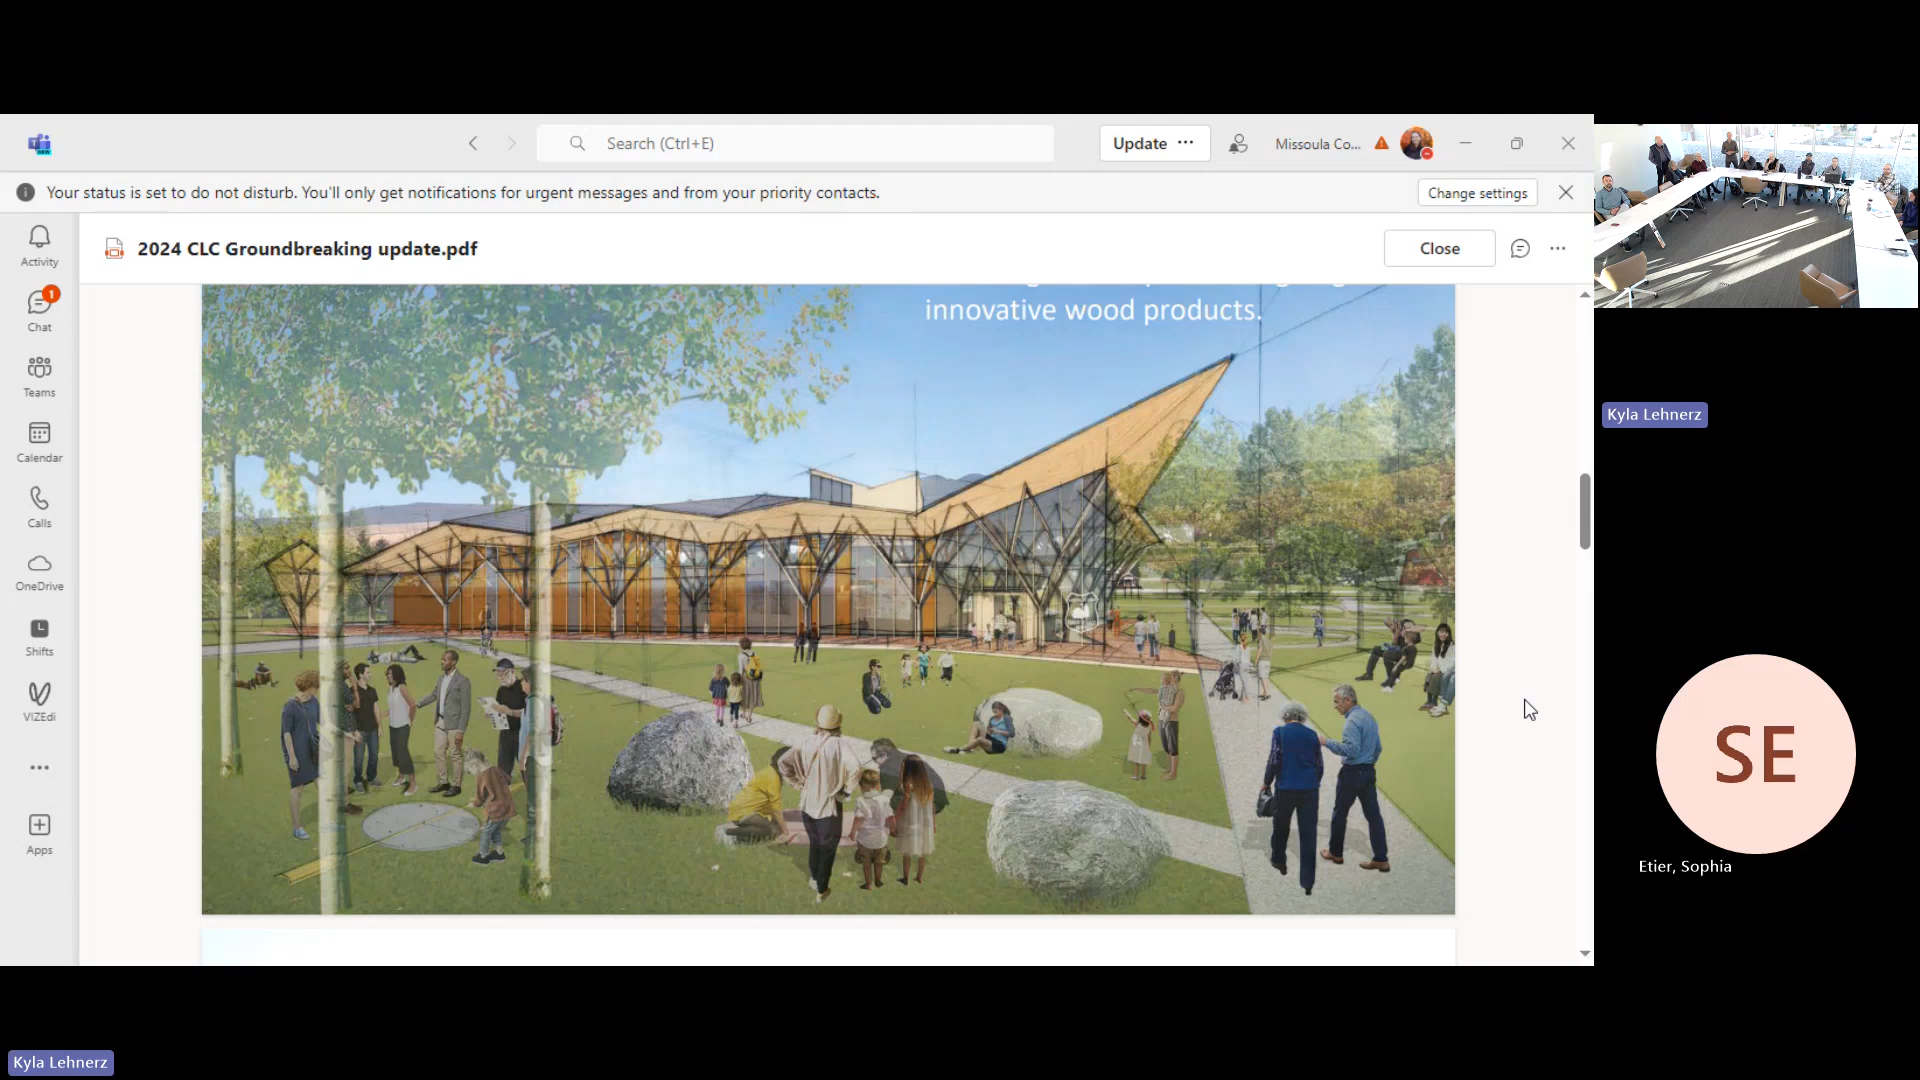 Search (Ctrl+E)
Update
Missoula Co...
Your status is set to do not disturb. You'll only get notifications for urgent messages and from your priority contacts.
Change settings
Activity
1
Chat
Teams
Calendar
Calls
OneDrive
Shifts
VIZEdi
Apps
2024 CLC Groundbreaking update.pdf
Close
innovative wood products.
Kyla Lehnerz
SE
Etier, Sophia
Kyla Lehnerz